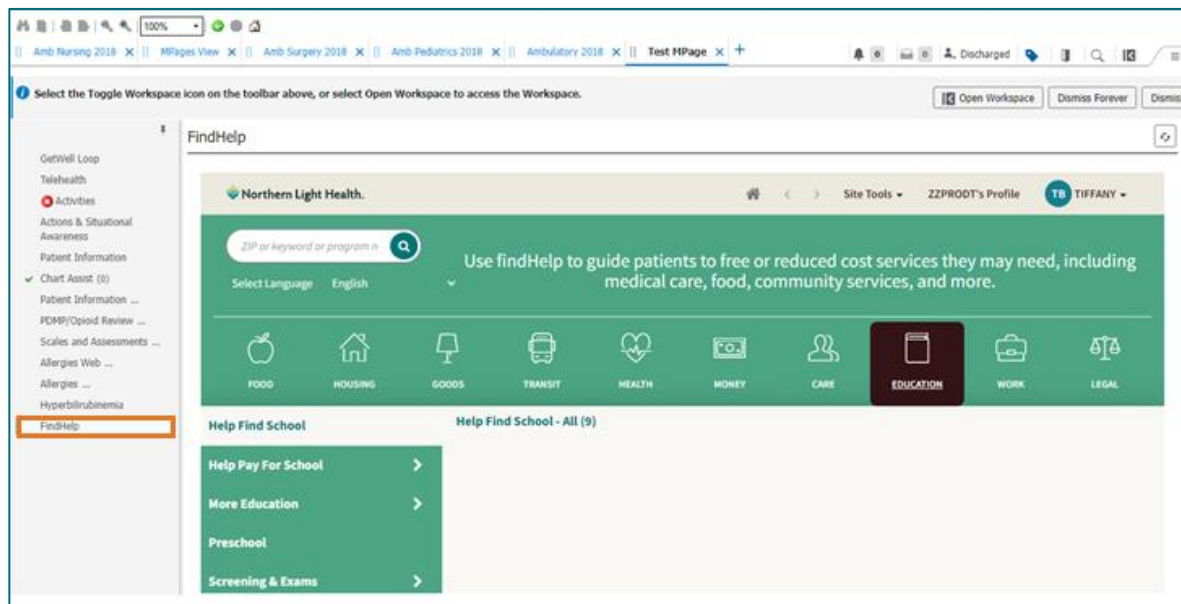 100%
Amb Nursing 2018 MPages View Amb Surgery 2018 Amb Pediatrics 2018 Ambulatory 2018 Test MPage +
0 0 Discharged
Select the Toggle Workspace icon on the toolbar above, or select Open Workspace to access the Workspace.
Open Workspace Dismiss Forever Dismis
FindHelp
GetWell Loop
Telehealth
Activities
Actions & Situational
Awareness
Patient Information
Chart Assist (0)
Patient Information ...
PDMP/Opioid Review ...
Scales and Assessments ...
Allergies Web ...
Allergies ...
Hyperbilirubinemia
FindHelp
Northern Light Health.
Site Tools ZZPRODT's Profile TB TIFFANY
ZIP or keyword or program n
Select Language English
Use findHelp to guide patients to free or reduced cost services they may need, including
medical care, food, community services, and more.
FOOD HOUSING GOODS TRANSIT HEALTH MONEY CARE EDUCATION WORK LEGAL
Help Find School
Help Find School - All (9)
Help Pay For School
More Education
Preschool
Screening & Exams